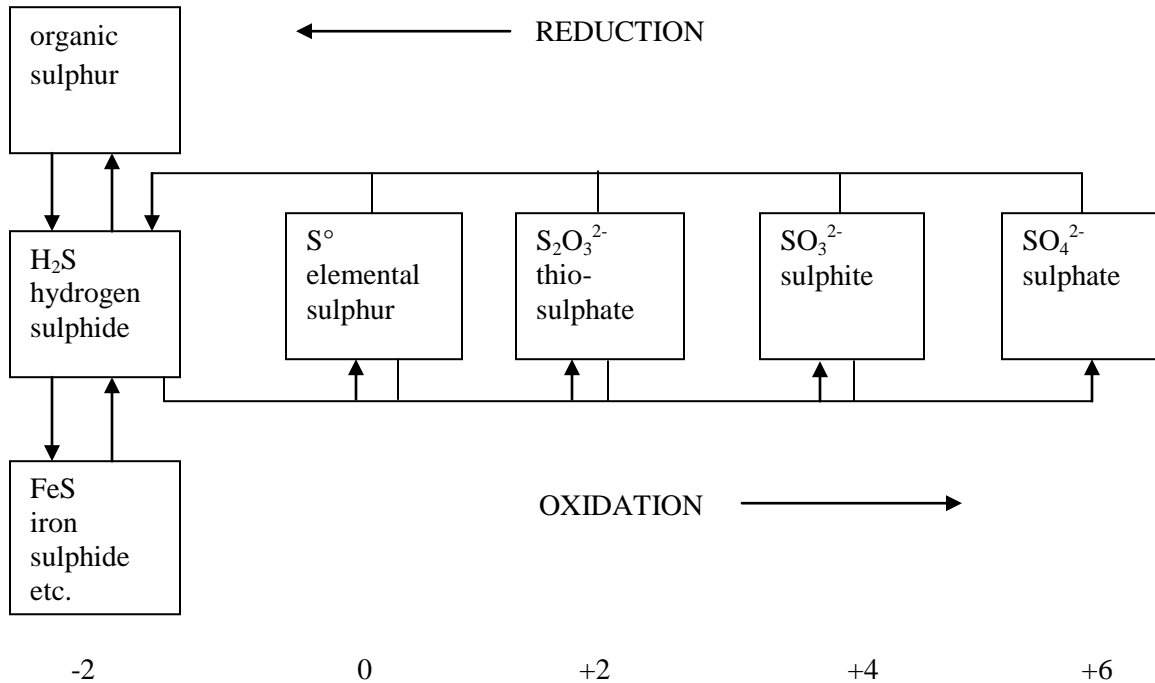 organic
sulphur
REDUCTION
H₂S
hydrogen
sulphide
S°
elemental
sulphur
S₂O₃²⁻
thio-
sulphate
SO₃²⁻
sulphite
SO₄²⁻
sulphate
FeS
iron
sulphide
etc.
OXIDATION
-2 0 +2 +4 +6